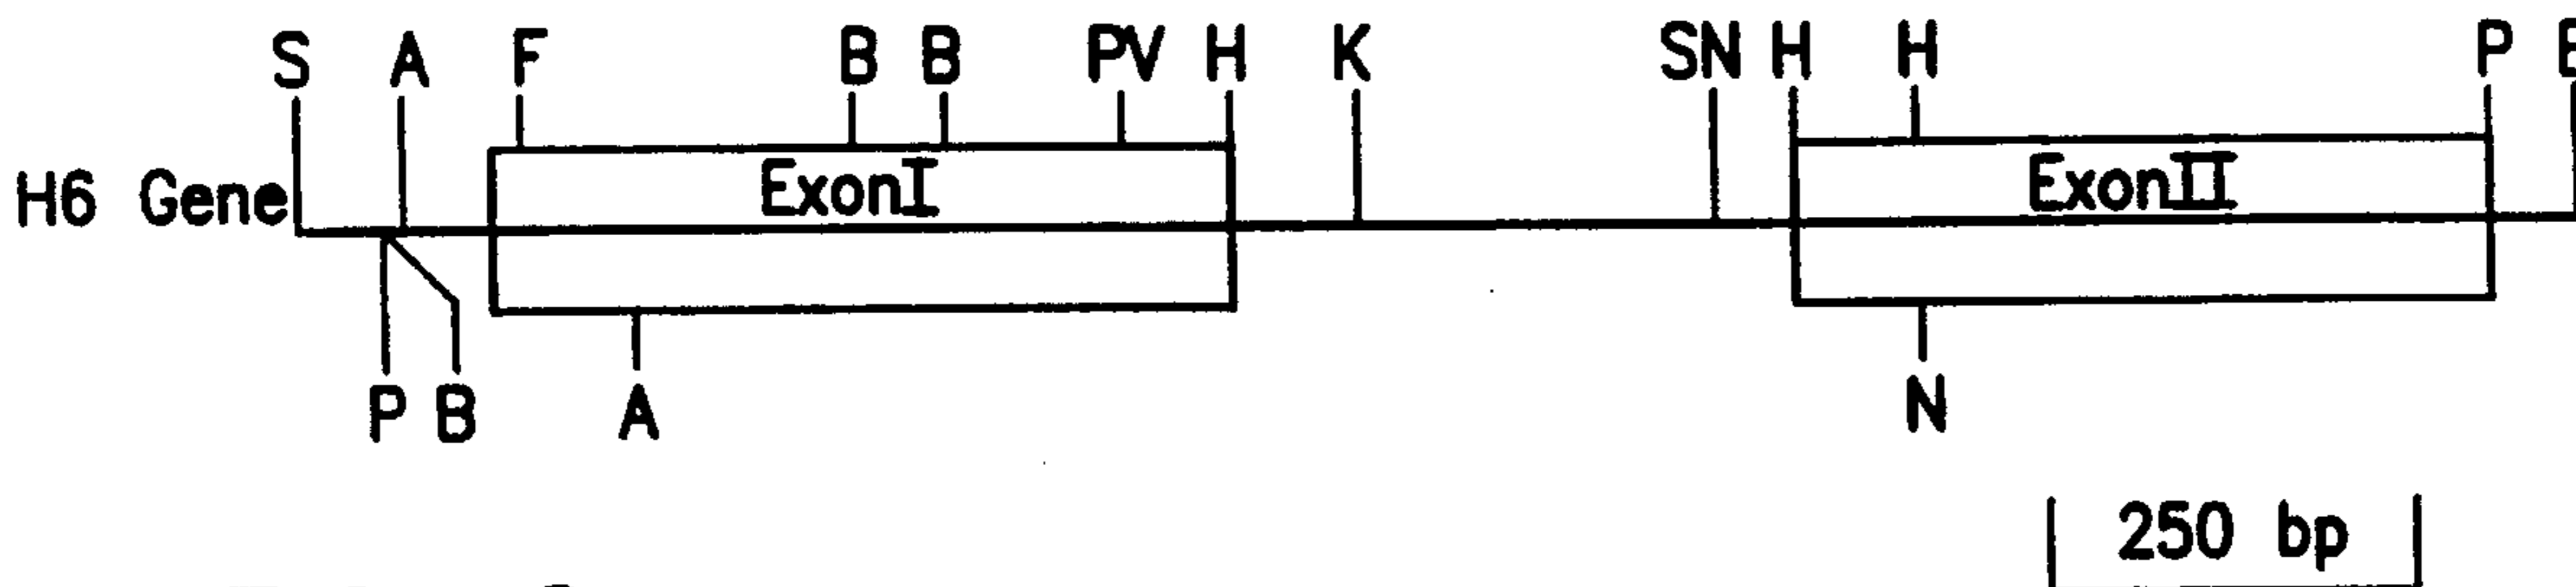 S A F B B PV H K SN H H P
H6 Gene ExonI ExonII
P B A N
250 bp